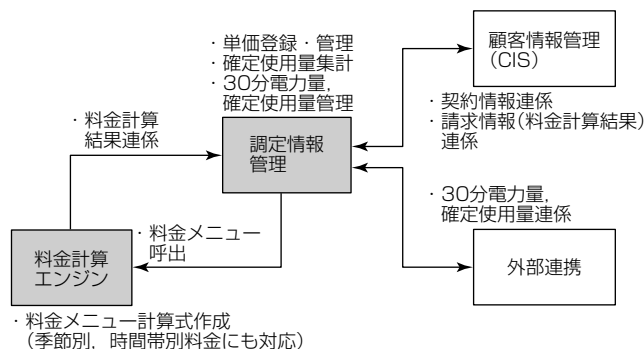 ・単価登録・管理
・確定使用量集計
・30分電力量，
確定使用量管理
顧客情報管理
（CIS）
・契約情報連係
・請求情報（料金計算結果）
連係
・料金計算
結果連係
調定情報
管理
・30分電力量，
確定使用量連係
・料金メニュー
呼出
料金計算
エンジン
外部連携
・料金メニュー計算式作成
（季節別，時間帯別料金にも対応）